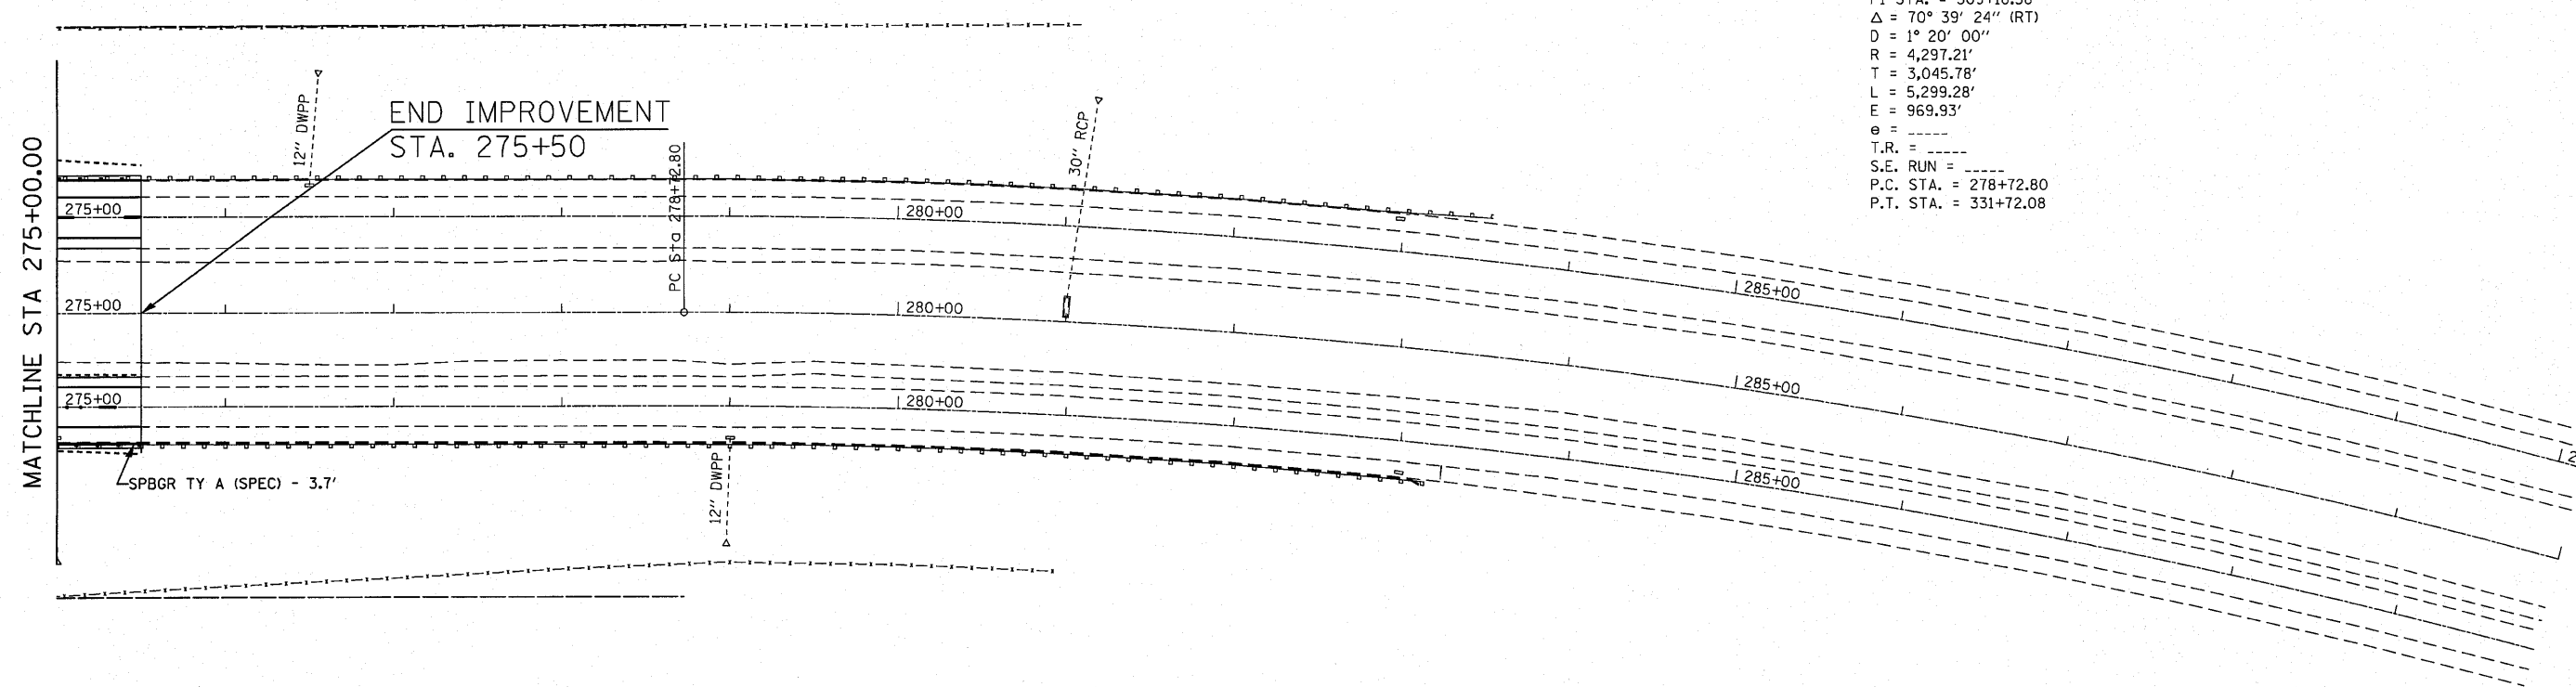 Δ = 70° 39' 24" (RT)
D = 1° 20' 00"
R = 4,297.21'
T = 3,045.78'
L = 5,299.28'
E = 969.93'
e = _____
T.R. = _____
S.E. RUN = _____
P.C. STA. = 278+72.80
P.T. STA. = 331+72.08
MATCHLINE STA 275+00.00
12" DWPP
END IMPROVEMENT
STA. 275+50
PC Sta 278+72.80
30" RCP
275+00
280+00
285+00
275+00
280+00
285+00
275+00
280+00
285+00
SPBGR TY A (SPEC) - 3.7'
12" DWPP